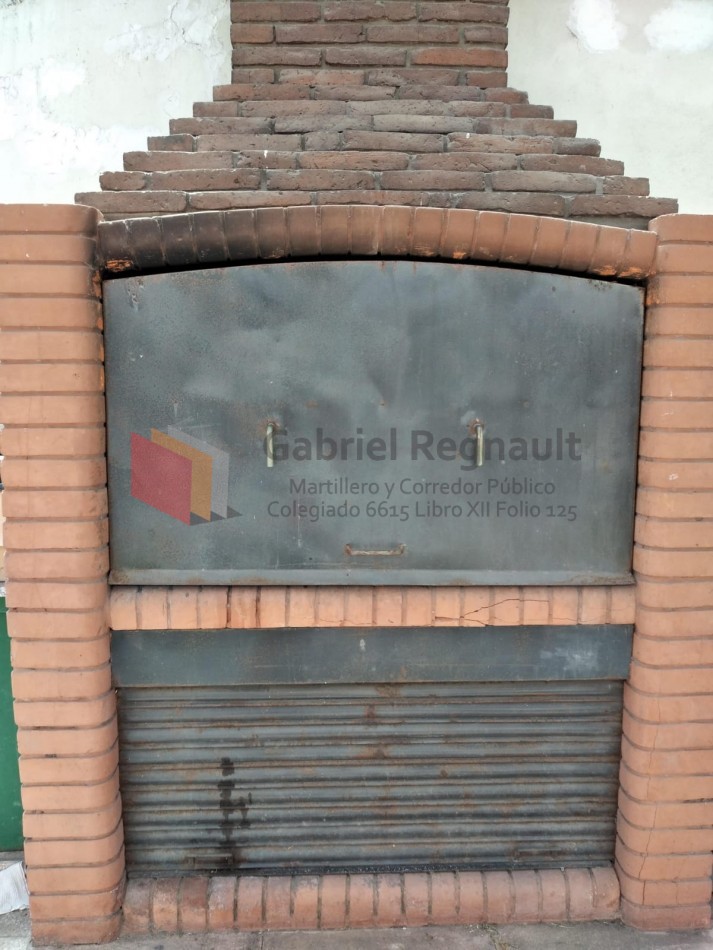 Gabriel Regnault
Martillero y Corredor Público
Colegiado 6615 Libro XII Folio 125